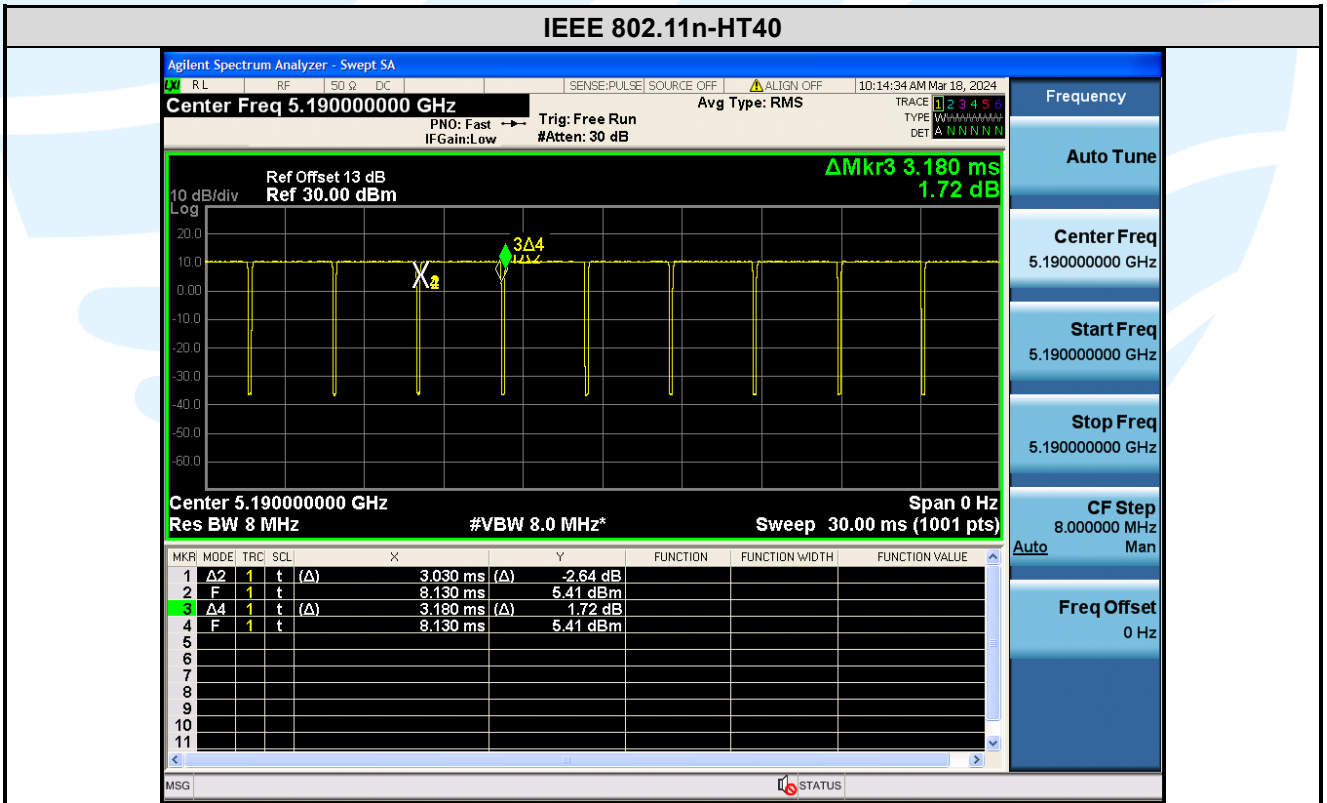 IEEE 802.11n-HT40
Agilent Spectrum Analyzer - Swept SA
LXI RL RF 50 Ω DC SENSE:PULSE SOURCE OFF ALIGN OFF 10:14:34 AM Mar 18, 2024
Center Freq 5.190000000 GHz Avg Type: RMS TRACE 1 2 3 4 5 6
PNO: Fast Trig: Free Run TYPE
IFGain:Low #Atten: 30 dB DET A N N N N N
ΔMkr3 3.180 ms
1.72 dB
Ref Offset 13 dB
10 dB/div Ref 30.00 dBm
Log
20.0
10.0
0.00
-10.0
-20.0
-30.0
-40.0
-50.0
-60.0
3Δ4
Center 5.190000000 GHz Span 0 Hz
Res BW 8 MHz #VBW 8.0 MHz* Sweep 30.00 ms (1001 pts)
MKR MODE TRC SCL X Y FUNCTION FUNCTION WIDTH FUNCTION VALUE
1 Δ2 1 t (Δ) 3.030 ms (Δ) -2.64 dB
2 F 1 t 8.130 ms 5.41 dBm
3 Δ4 1 t (Δ) 3.180 ms (Δ) 1.72 dB
4 F 1 t 8.130 ms 5.41 dBm
5
6
7
8
9
10
11
MSG STATUS
Frequency
Auto Tune
Center Freq
5.190000000 GHz
Start Freq
5.190000000 GHz
Stop Freq
5.190000000 GHz
CF Step
8.000000 MHz
Auto Man
Freq Offset
0 Hz